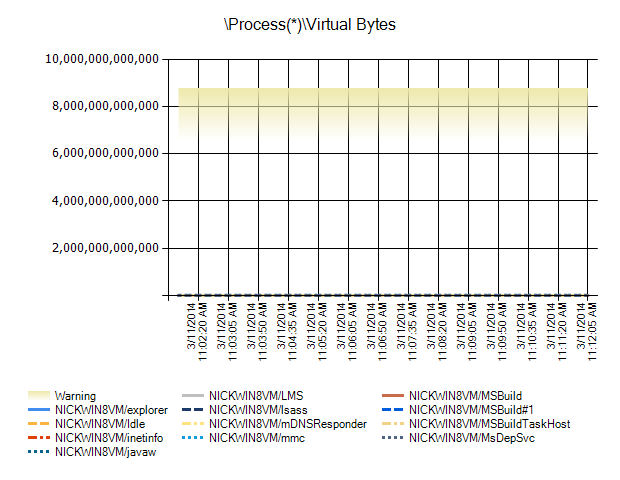 \Process(*)\Virtual Bytes
10,000,000,000,000
8,000,000,000,000
6,000,000,000,000
4,000,000,000,000
2,000,000,000,000
3/11/2014
11:02:20 AM
3/11/2014
11:03:05 AM
3/11/2014
11:03:50 AM
3/11/2014
11:04:35 AM
3/11/2014
11:05:20 AM
3/11/2014
11:06:05 AM
3/11/2014
11:06:50 AM
3/11/2014
11:07:35 AM
3/11/2014
11:08:20 AM
3/11/2014
11:09:05 AM
3/11/2014
11:09:50 AM
3/11/2014
11:10:35 AM
3/11/2014
11:11:20 AM
3/11/2014
11:12:05 AM
Warning
NICKWIN8VM/LMS
NICKWIN8VM/MSBuild
NICKWIN8VM/explorer
NICKWIN8VM/lsass
NICKWIN8VM/MSBuild#1
NICKWIN8VM/Idle
NICKWIN8VM/mDNSResponder
NICKWIN8VM/MSBuildTaskHost
NICKWIN8VM/inetinfo
NICKWIN8VM/mmc
NICKWIN8VM/MsDepSvc
NICKWIN8VM/javaw